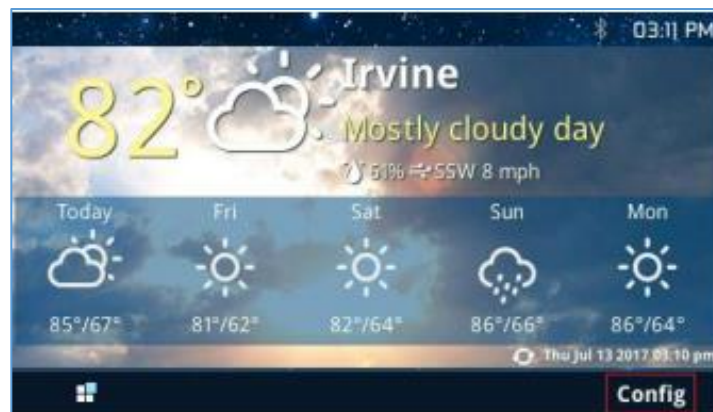 03:11 PM
82°
Irvine
Mostly cloudy day
51% SSW 8 mph
Today Fri Sat Sun Mon
85°/67° 81°/62° 82°/64° 86°/66° 86°/64°
Thu Jul 13 2017 03:10 pm
Config